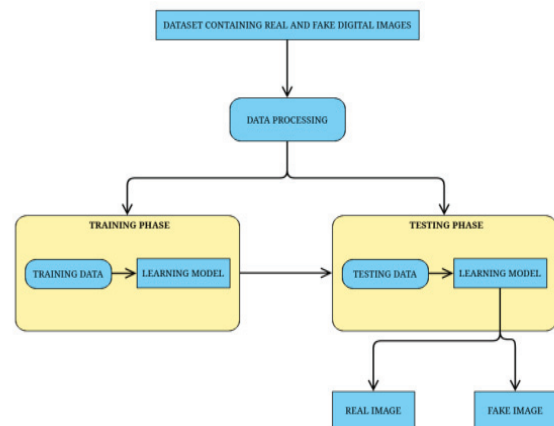 DATASET CONTAINING REAL AND FAKE DIGITAL IMAGES
DATA PROCESSING
TRAINING PHASE
TRAINING DATA
LEARNING MODEL
TESTING PHASE
TESTING DATA
LEARNING MODEL
REAL IMAGE
FAKE IMAGE